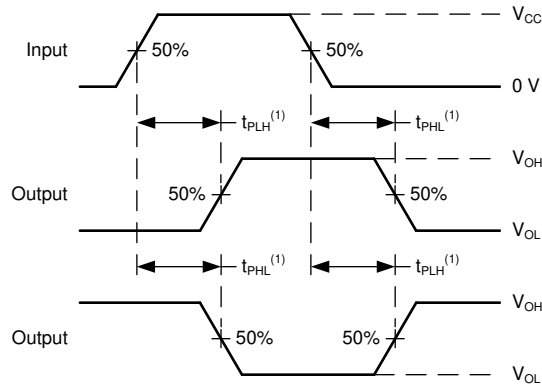 V_CC
Input 50% 50%
0 V
t_PLH^(1) t_PHL^(1)
V_OH
Output 50% 50%
V_OL
t_PHL^(1) t_PLH^(1)
V_OH
Output 50% 50%
V_OL